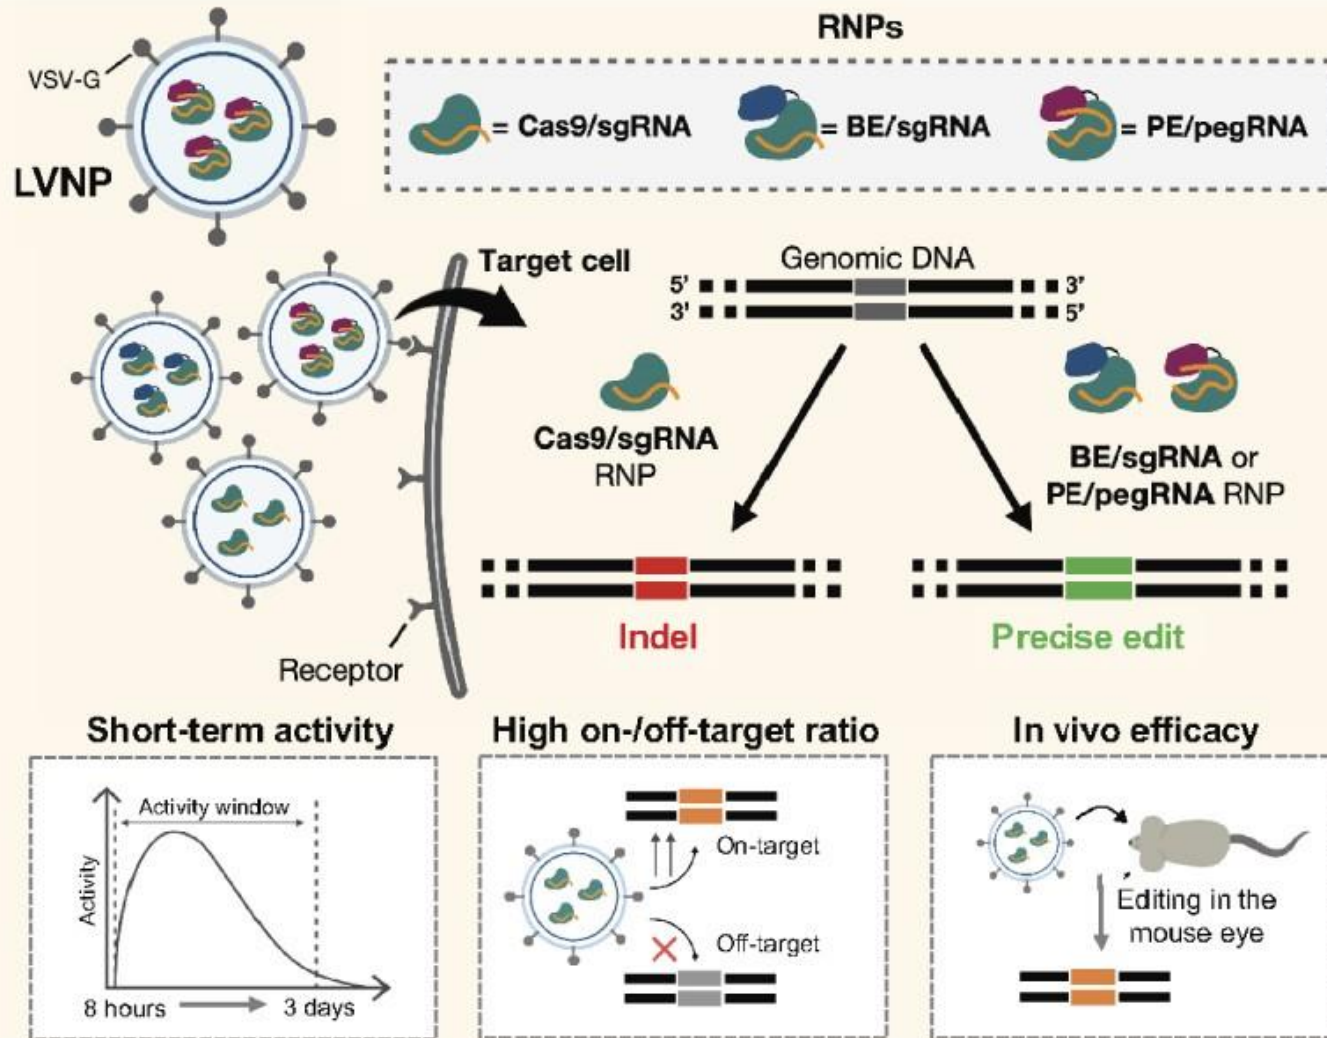 RNPs
VSV-G
LVNP
= Cas9/sgRNA
= BE/sgRNA
= PE/pegRNA
Target cell
Genomic DNA
5' 3'
3' 5'
Cas9/sgRNA
RNP
BE/sgRNA or
PE/pegRNA RNP
Indel
Precise edit
Receptor
Short-term activity
Activity window
Activity
8 hours
3 days
High on-/off-target ratio
On-target
Off-target
In vivo efficacy
Editing in the
mouse eye